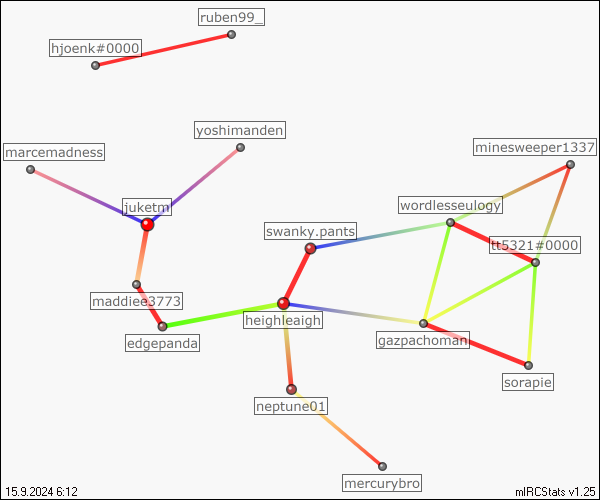 ruben99_
hjoenk#0000
yoshimanden
minesweeper1337
marcemadness
juketm
wordlesseulogy
swanky.pants
tt5321#0000
maddiee3773
heighleaigh
edgepanda
gazpachoman
sorapie
neptune01
mercurybro
15.9.2024 6:12
mIRCStats v1.25